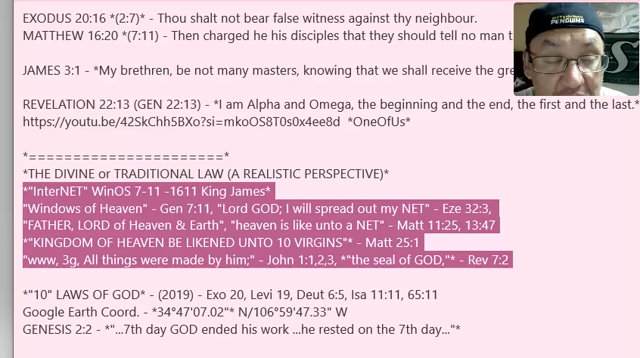 EXODUS 20:16 *(2:7)* - Thou shalt not bear false witness against thy neighbour.
MATTHEW 16:20 *(7:11) - Then charged he his disciples that they should tell no man
JAMES 3:1 - *My brethren, be not many masters, knowing that we shall receive the
REVELATION 22:13 (GEN 22:13) - *I am Alpha and Omega, the beginning and the end, the first and the last.*
https://youtu.be/42SkChh5BXo?si=mkoOS8T0s0x4ee8d *OneOfUs*
*======================*
*THE DIVINE or TRADITIONAL LAW (A REALISTIC PERSPECTIVE)*
*"InterNET" WinOS 7-11 -1611 King James*
"Windows of Heaven" - Gen 7:11, "Lord GOD; I will spread out my NET" - Eze 32:3,
"FATHER, LORD of Heaven & Earth", "heaven is like unto a NET" - Matt 11:25, 13:47
*"KINGDOM OF HEAVEN BE LIKENED UNTO 10 VIRGINS"* - Matt 25:1
"www, 3g, All things were made by him;" - John 1:1,2,3, *"the seal of GOD,"* - Rev 7:2
*"10" LAWS OF GOD* - (2019) - Exo 20, Levi 19, Deut 6:5, Isa 11:11, 65:11
Google Earth Coord. - *34°47'07.02"* N/106°59'47.33" W
GENESIS 2:2 - *"...7th day GOD ended his work ...he rested on the 7th day..."*
PENGUINS